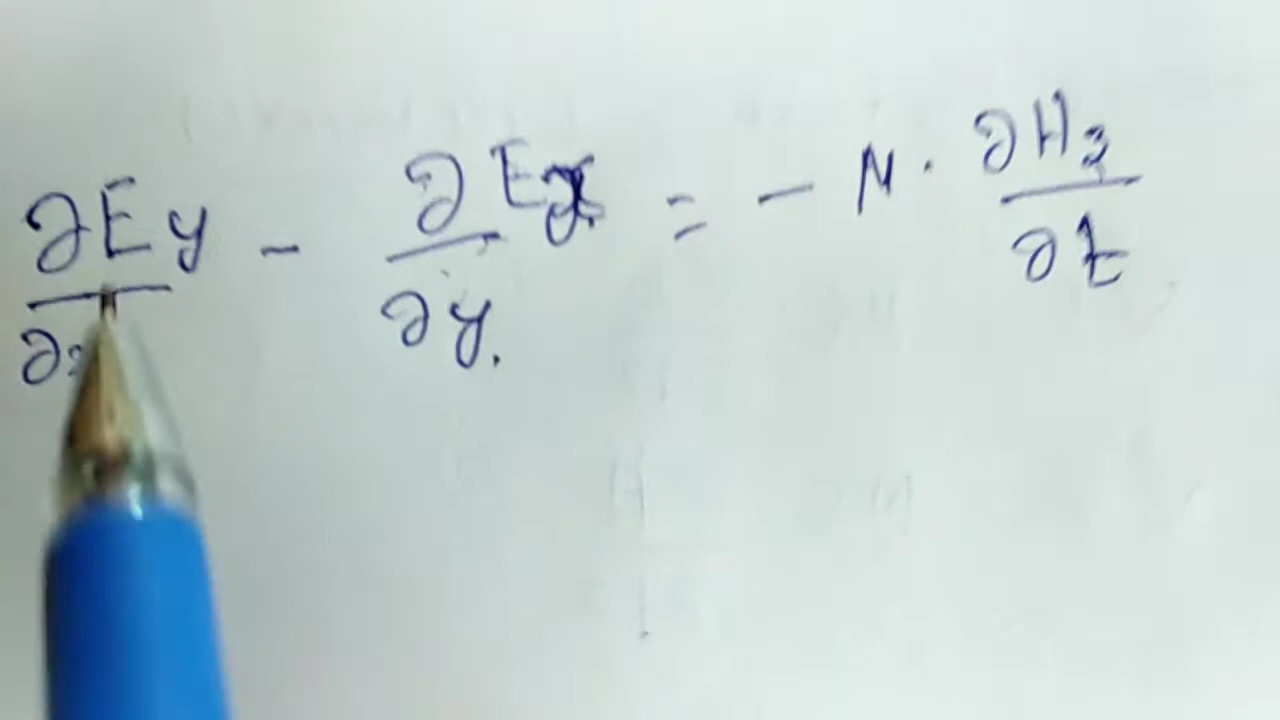 ∂Ey/∂x - ∂Ex/∂y. = - μ · ∂Hz/∂t